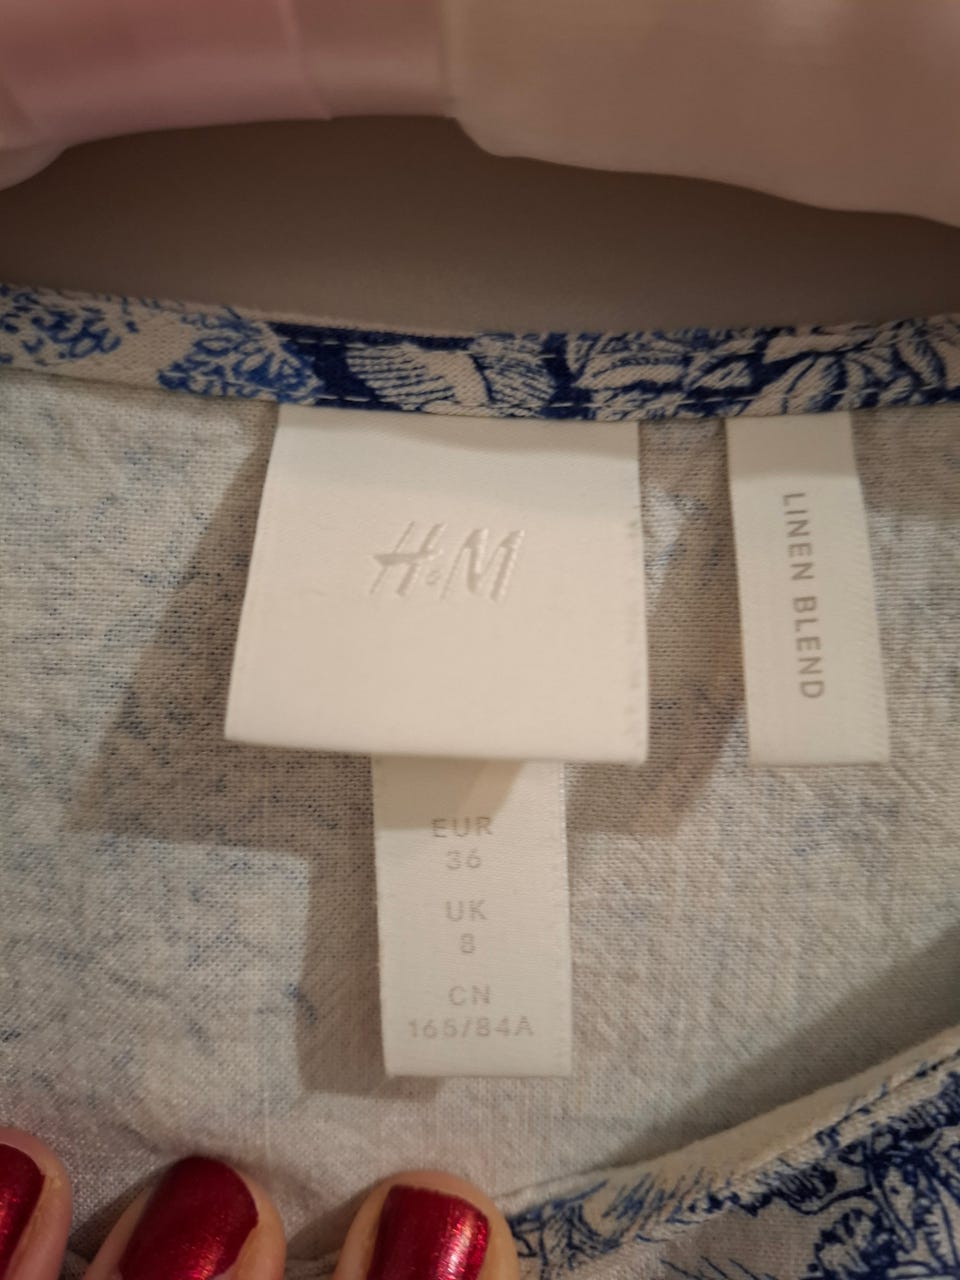 H&M
LINEN BLEND
EUR
36
UK
8
CN
165/84A